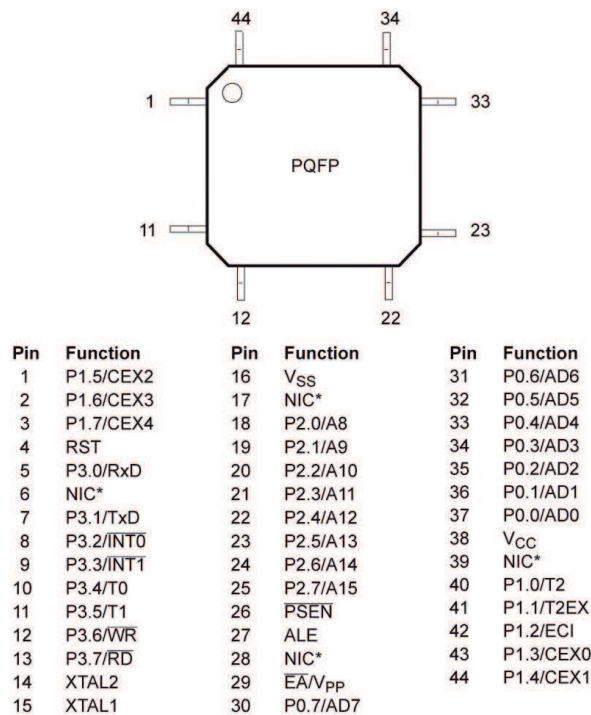 44 34
1 33
PQFP
11 23
12 22
Pin Function Pin Function Pin Function
1 P1.5/CEX2 16 VSS 31 P0.6/AD6
2 P1.6/CEX3 17 NIC* 32 P0.5/AD5
3 P1.7/CEX4 18 P2.0/A8 33 P0.4/AD4
4 RST 19 P2.1/A9 34 P0.3/AD3
5 P3.0/RxD 20 P2.2/A10 35 P0.2/AD2
6 NIC* 21 P2.3/A11 36 P0.1/AD1
7 P3.1/TxD 22 P2.4/A12 37 P0.0/AD0
8 P3.2/INT0 23 P2.5/A13 38 VCC
9 P3.3/INT1 24 P2.6/A14 39 NIC*
10 P3.4/T0 25 P2.7/A15 40 P1.0/T2
11 P3.5/T1 26 PSEN 41 P1.1/T2EX
12 P3.6/WR 27 ALE 42 P1.2/ECI
13 P3.7/RD 28 NIC* 43 P1.3/CEX0
14 XTAL2 29 EA/VPP 44 P1.4/CEX1
15 XTAL1 30 P0.7/AD7